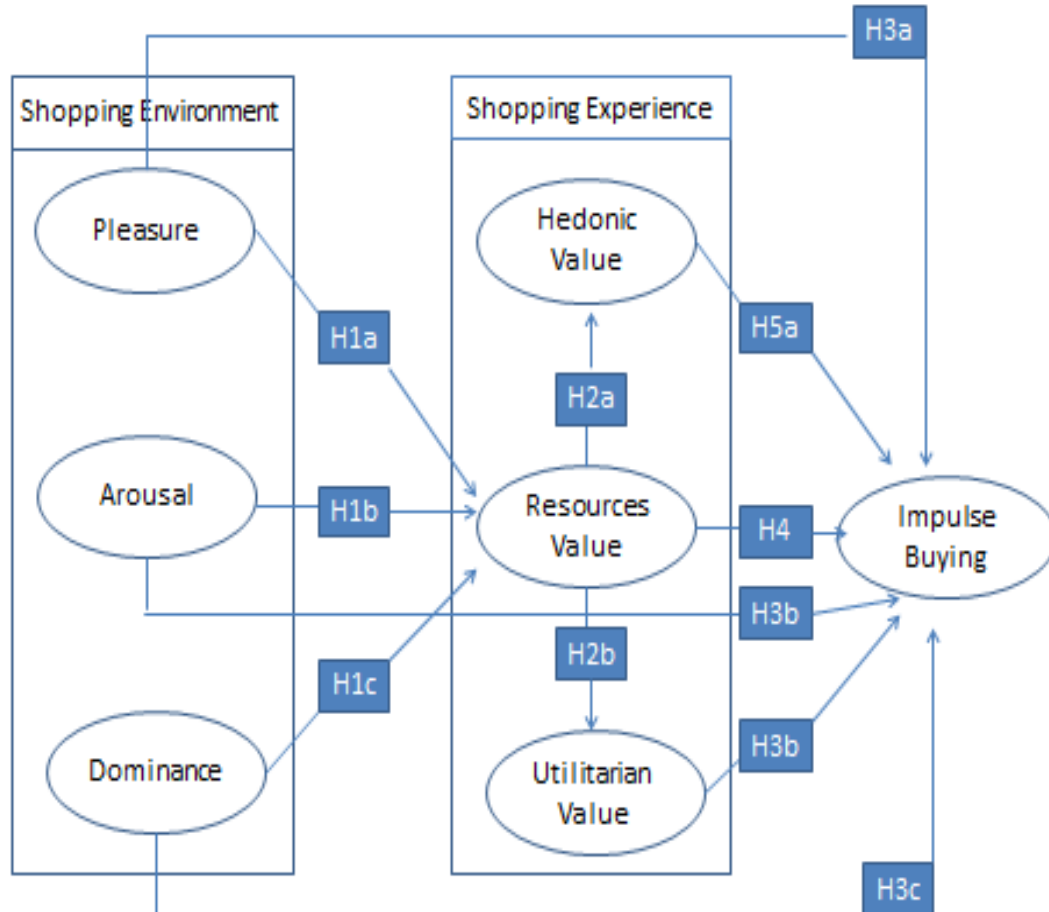 H3a
Shopping Environment
Shopping Experience
Pleasure
Hedonic
Value
H1a
H5a
H2a
Arousal
H1b
Resources
Value
H4
Impulse
Buying
H3b
H2b
H1c
Dominance
Utilitarian
Value
H3b
H3c